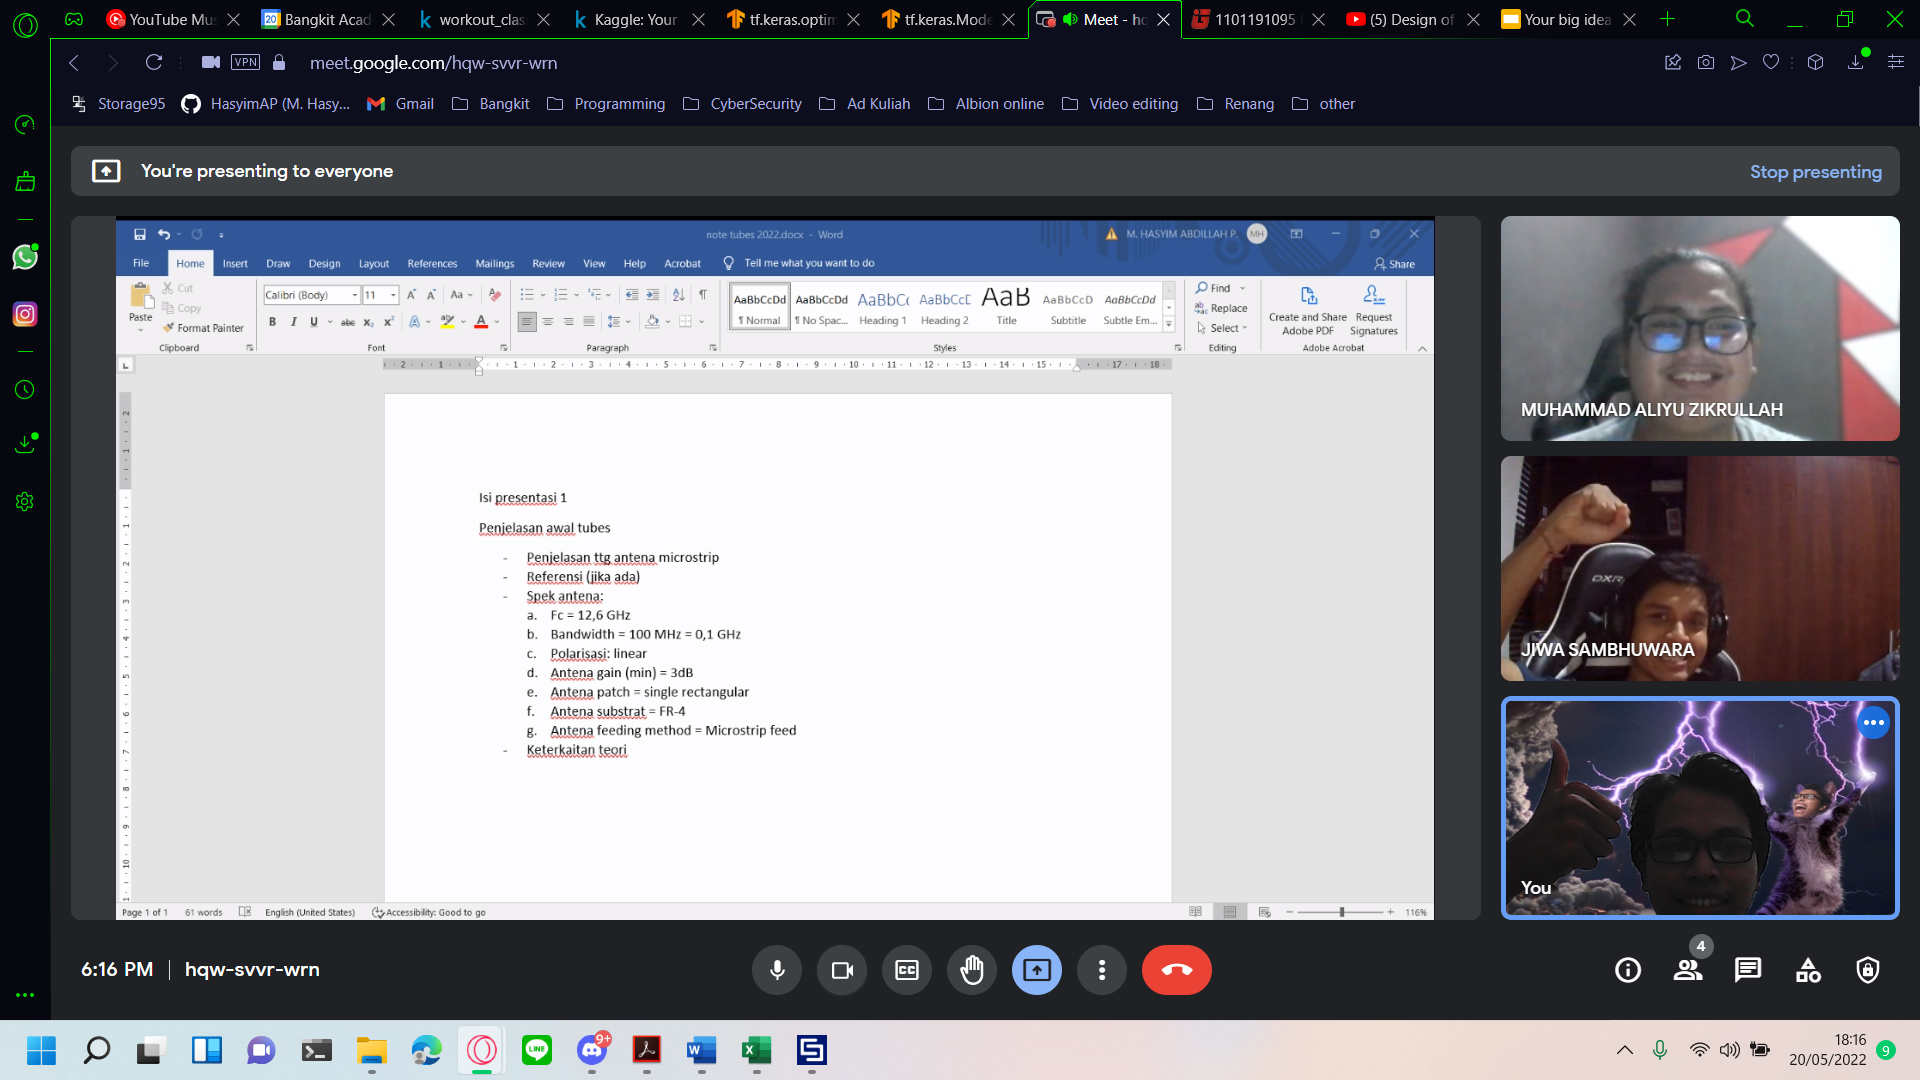 YouTube Mus
Bangkit Acad
workout_clas
Kaggle: Your
tf.keras.optim
tf.keras.Mode
Meet - hq
1101191095
(5) Design of
Your big idea
VPN
meet.google.com/hqw-svvr-wrn
Storage95
HasyimAP (M. Hasy...
Gmail
Bangkit
Programming
CyberSecurity
Ad Kuliah
Albion online
Video editing
Renang
other
You're presenting to everyone
Stop presenting
note tubes 2022.docx - Word
M. HASYIM ABDILLAH P.
MH
File Home Insert Draw Design Layout References Mailings Review View Help Acrobat Tell me what you want to do
Share
Paste
Cut
Copy
Format Painter
Clipboard
Calibri (Body)
11
Font
Paragraph
AaBbCcDd
¶ Normal
AaBbCcDd
¶ No Spac...
AaBbCc
Heading 1
AaBbCcE
Heading 2
AaB
Title
AaBbCcD
Subtitle
AaBbCcDd
Subtle Em...
Styles
Find
Replace
Select
Editing
Create and Share
Adobe PDF
Request
Signatures
Adobe Acrobat
Isi presentasi 1
Penjelasan awal tubes
- Penjelasan ttg antena microstrip
- Referensi (jika ada)
- Spek antena:
a. Fc = 12,6 GHz
b. Bandwidth = 100 MHz = 0,1 GHz
c. Polarisasi: linear
d. Antena gain (min) = 3dB
e. Antena patch = single rectangular
f. Antena substrat = FR-4
g. Antena feeding method = Microstrip feed
- Keterkaitan teori
Page 1 of 1
61 words
English (United States)
Accessibility: Good to go
116%
MUHAMMAD ALIYU ZIKRULLAH
DXR
JIWA SAMBHUWARA
You
6:16 PM | hqw-svvr-wrn
CC
4
LINE
9+
18:16
20/05/2022
9